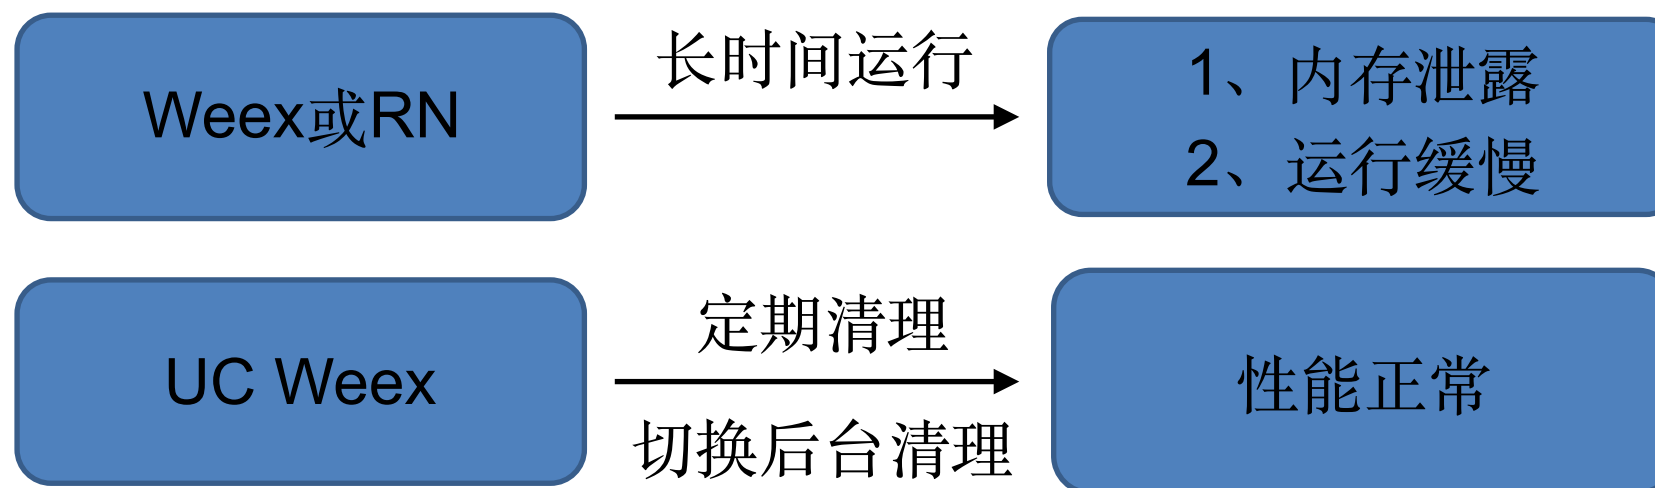 Weex或RN
长时间运行
1、内存泄露
2、运行缓慢
UC Weex
定期清理
切换后台清理
性能正常